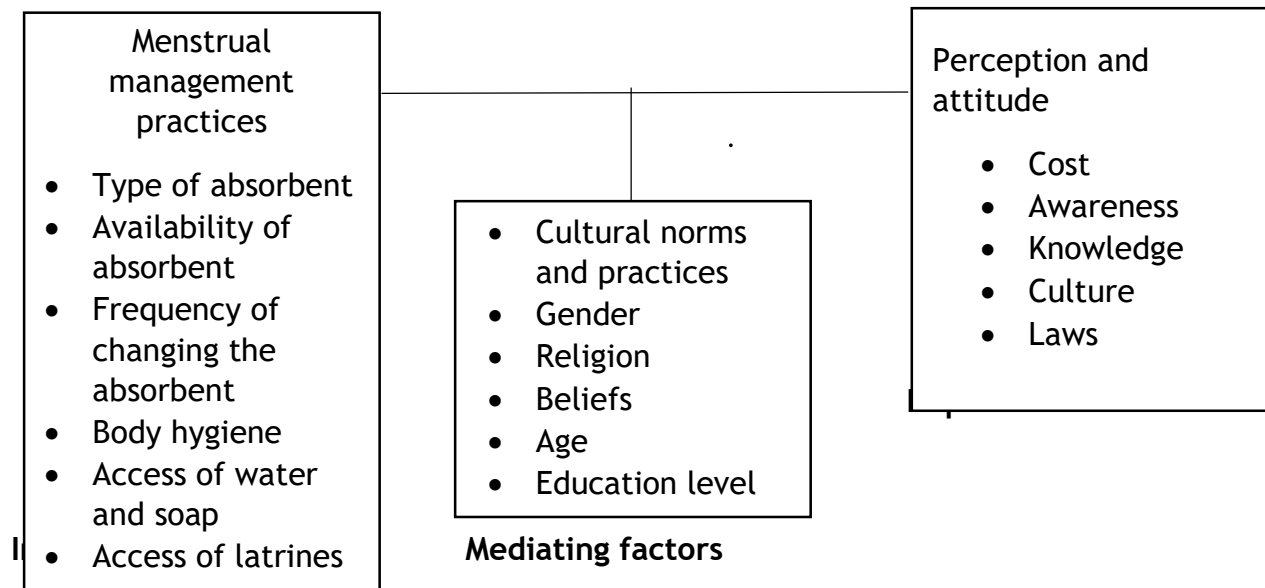 Menstrual
management
practices
• Type of absorbent
• Availability of
absorbent
• Frequency of
changing the
absorbent
• Body hygiene
• Access of water
and soap
• Access of latrines
• Cultural norms
and practices
• Gender
• Religion
• Beliefs
• Age
• Education level
Mediating factors
Perception and
attitude
• Cost
• Awareness
• Knowledge
• Culture
• Laws